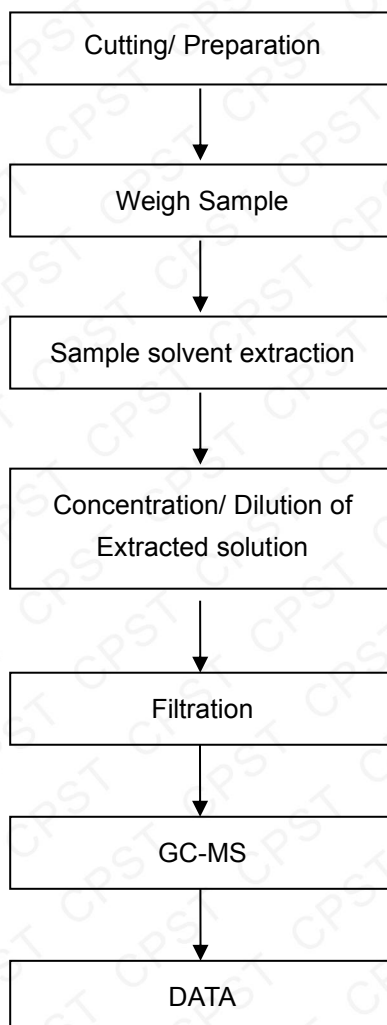 Cutting/ Preparation
Weigh Sample
Sample solvent extraction
Concentration/ Dilution of
Extracted solution
Filtration
GC-MS
DATA